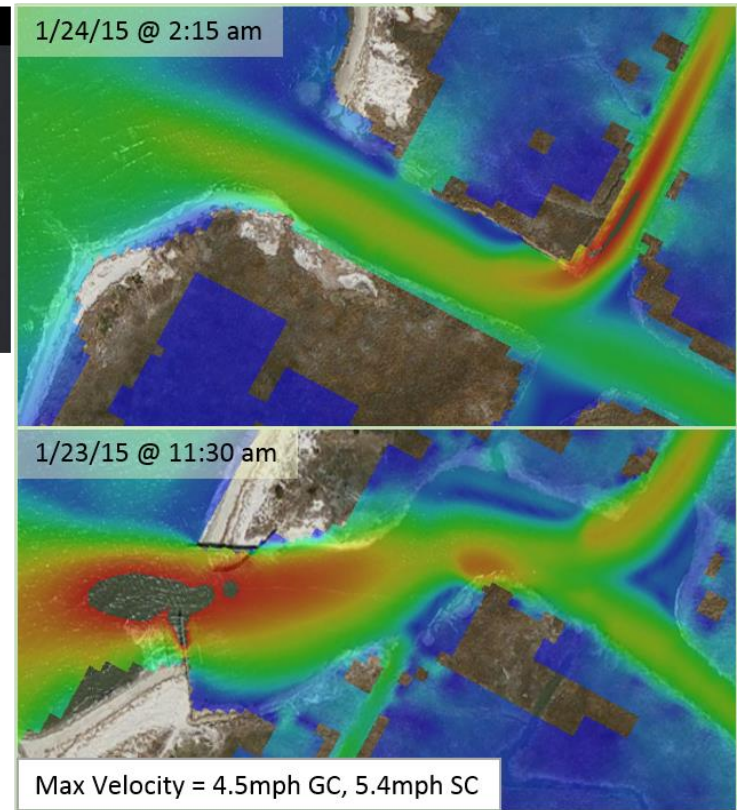 1/24/15 @ 2:15 am
1/23/15 @ 11:30 am
Max Velocity = 4.5mph GC, 5.4mph SC